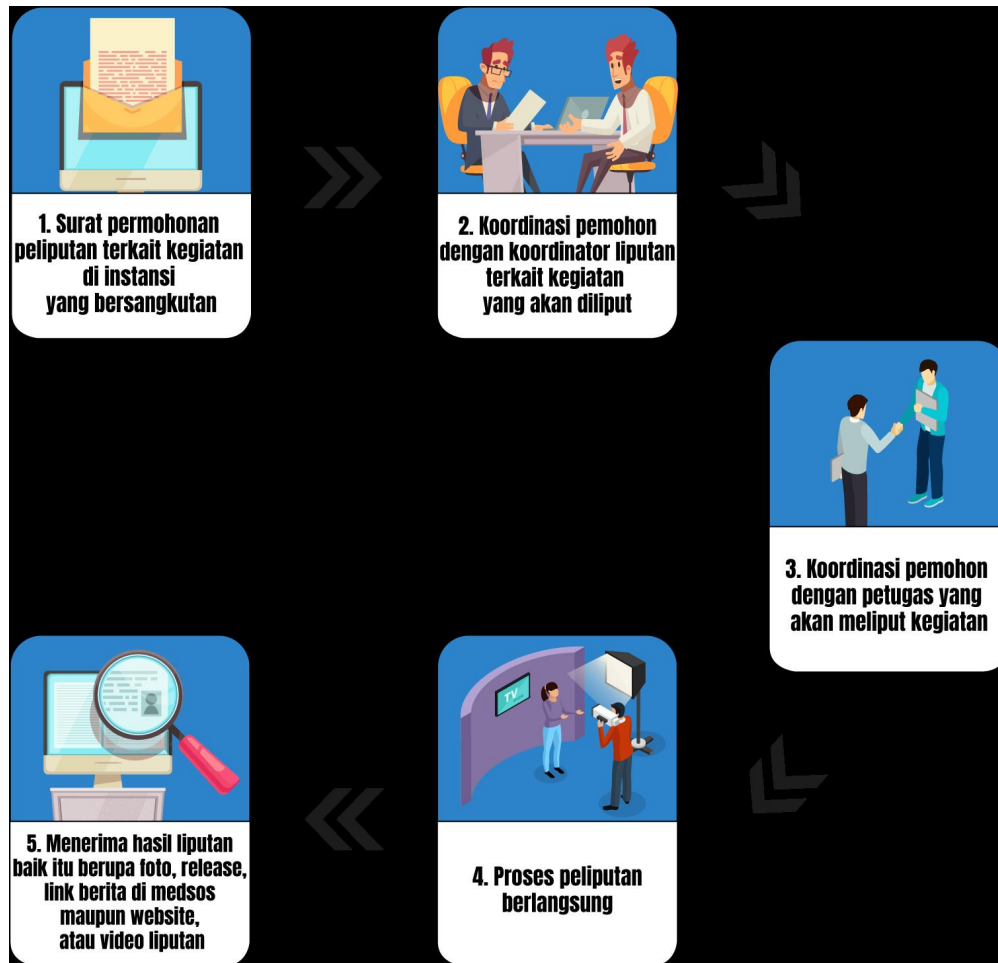 1. Surat permohonan
peliputan terkait kegiatan
di instansi
yang bersangkutan
2. Koordinasi pemohon
dengan koordinator liputan
terkait kegiatan
yang akan diliput
3. Koordinasi pemohon
dengan petugas yang
akan meliput kegiatan
TV
4. Proses peliputan
berlangsung
5. Menerima hasil liputan
baik itu berupa foto, release,
link berita di medsos
maupun website,
atau video liputan